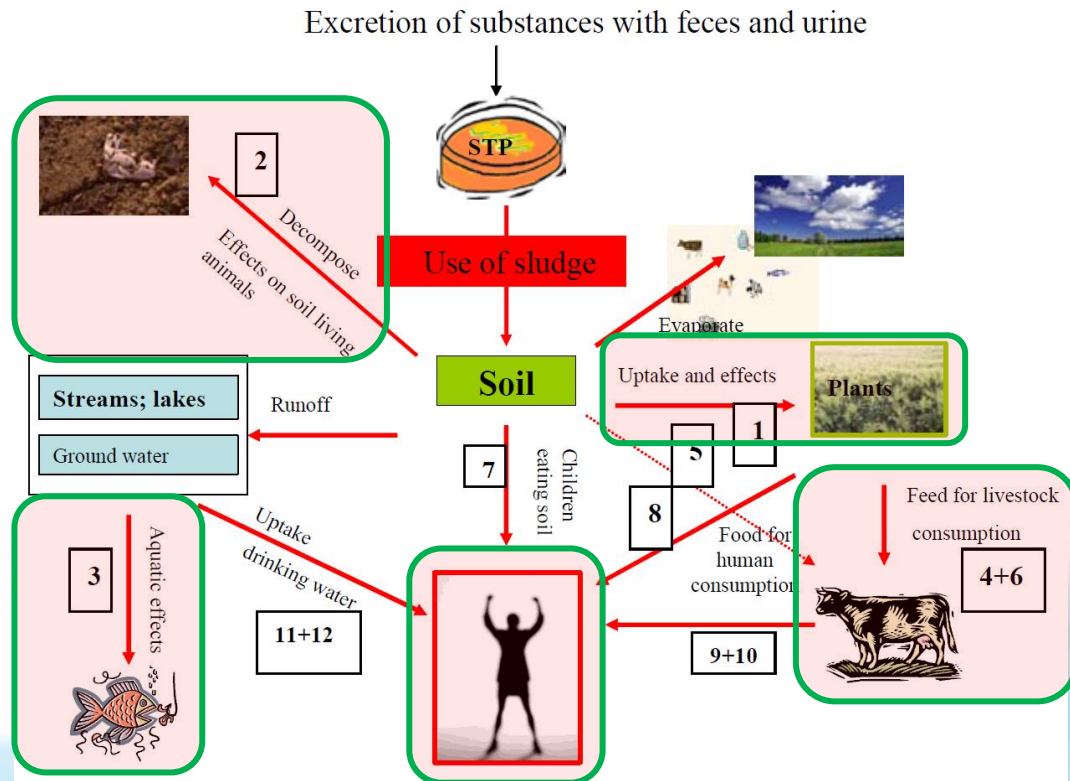 Excretion of substances with feces and urine
STP
2
Decompose
Effects on soil living
animals
Use of sludge
Evaporate
Soil
Uptake and effects
Plants
1
Streams; lakes
Ground water
Runoff
7
Children
eating soil
5
8
Feed for livestock
consumption
4+6
Food for
human
consumption
3
Aquatic effects
Uptake
drinking water
11+12
9+10